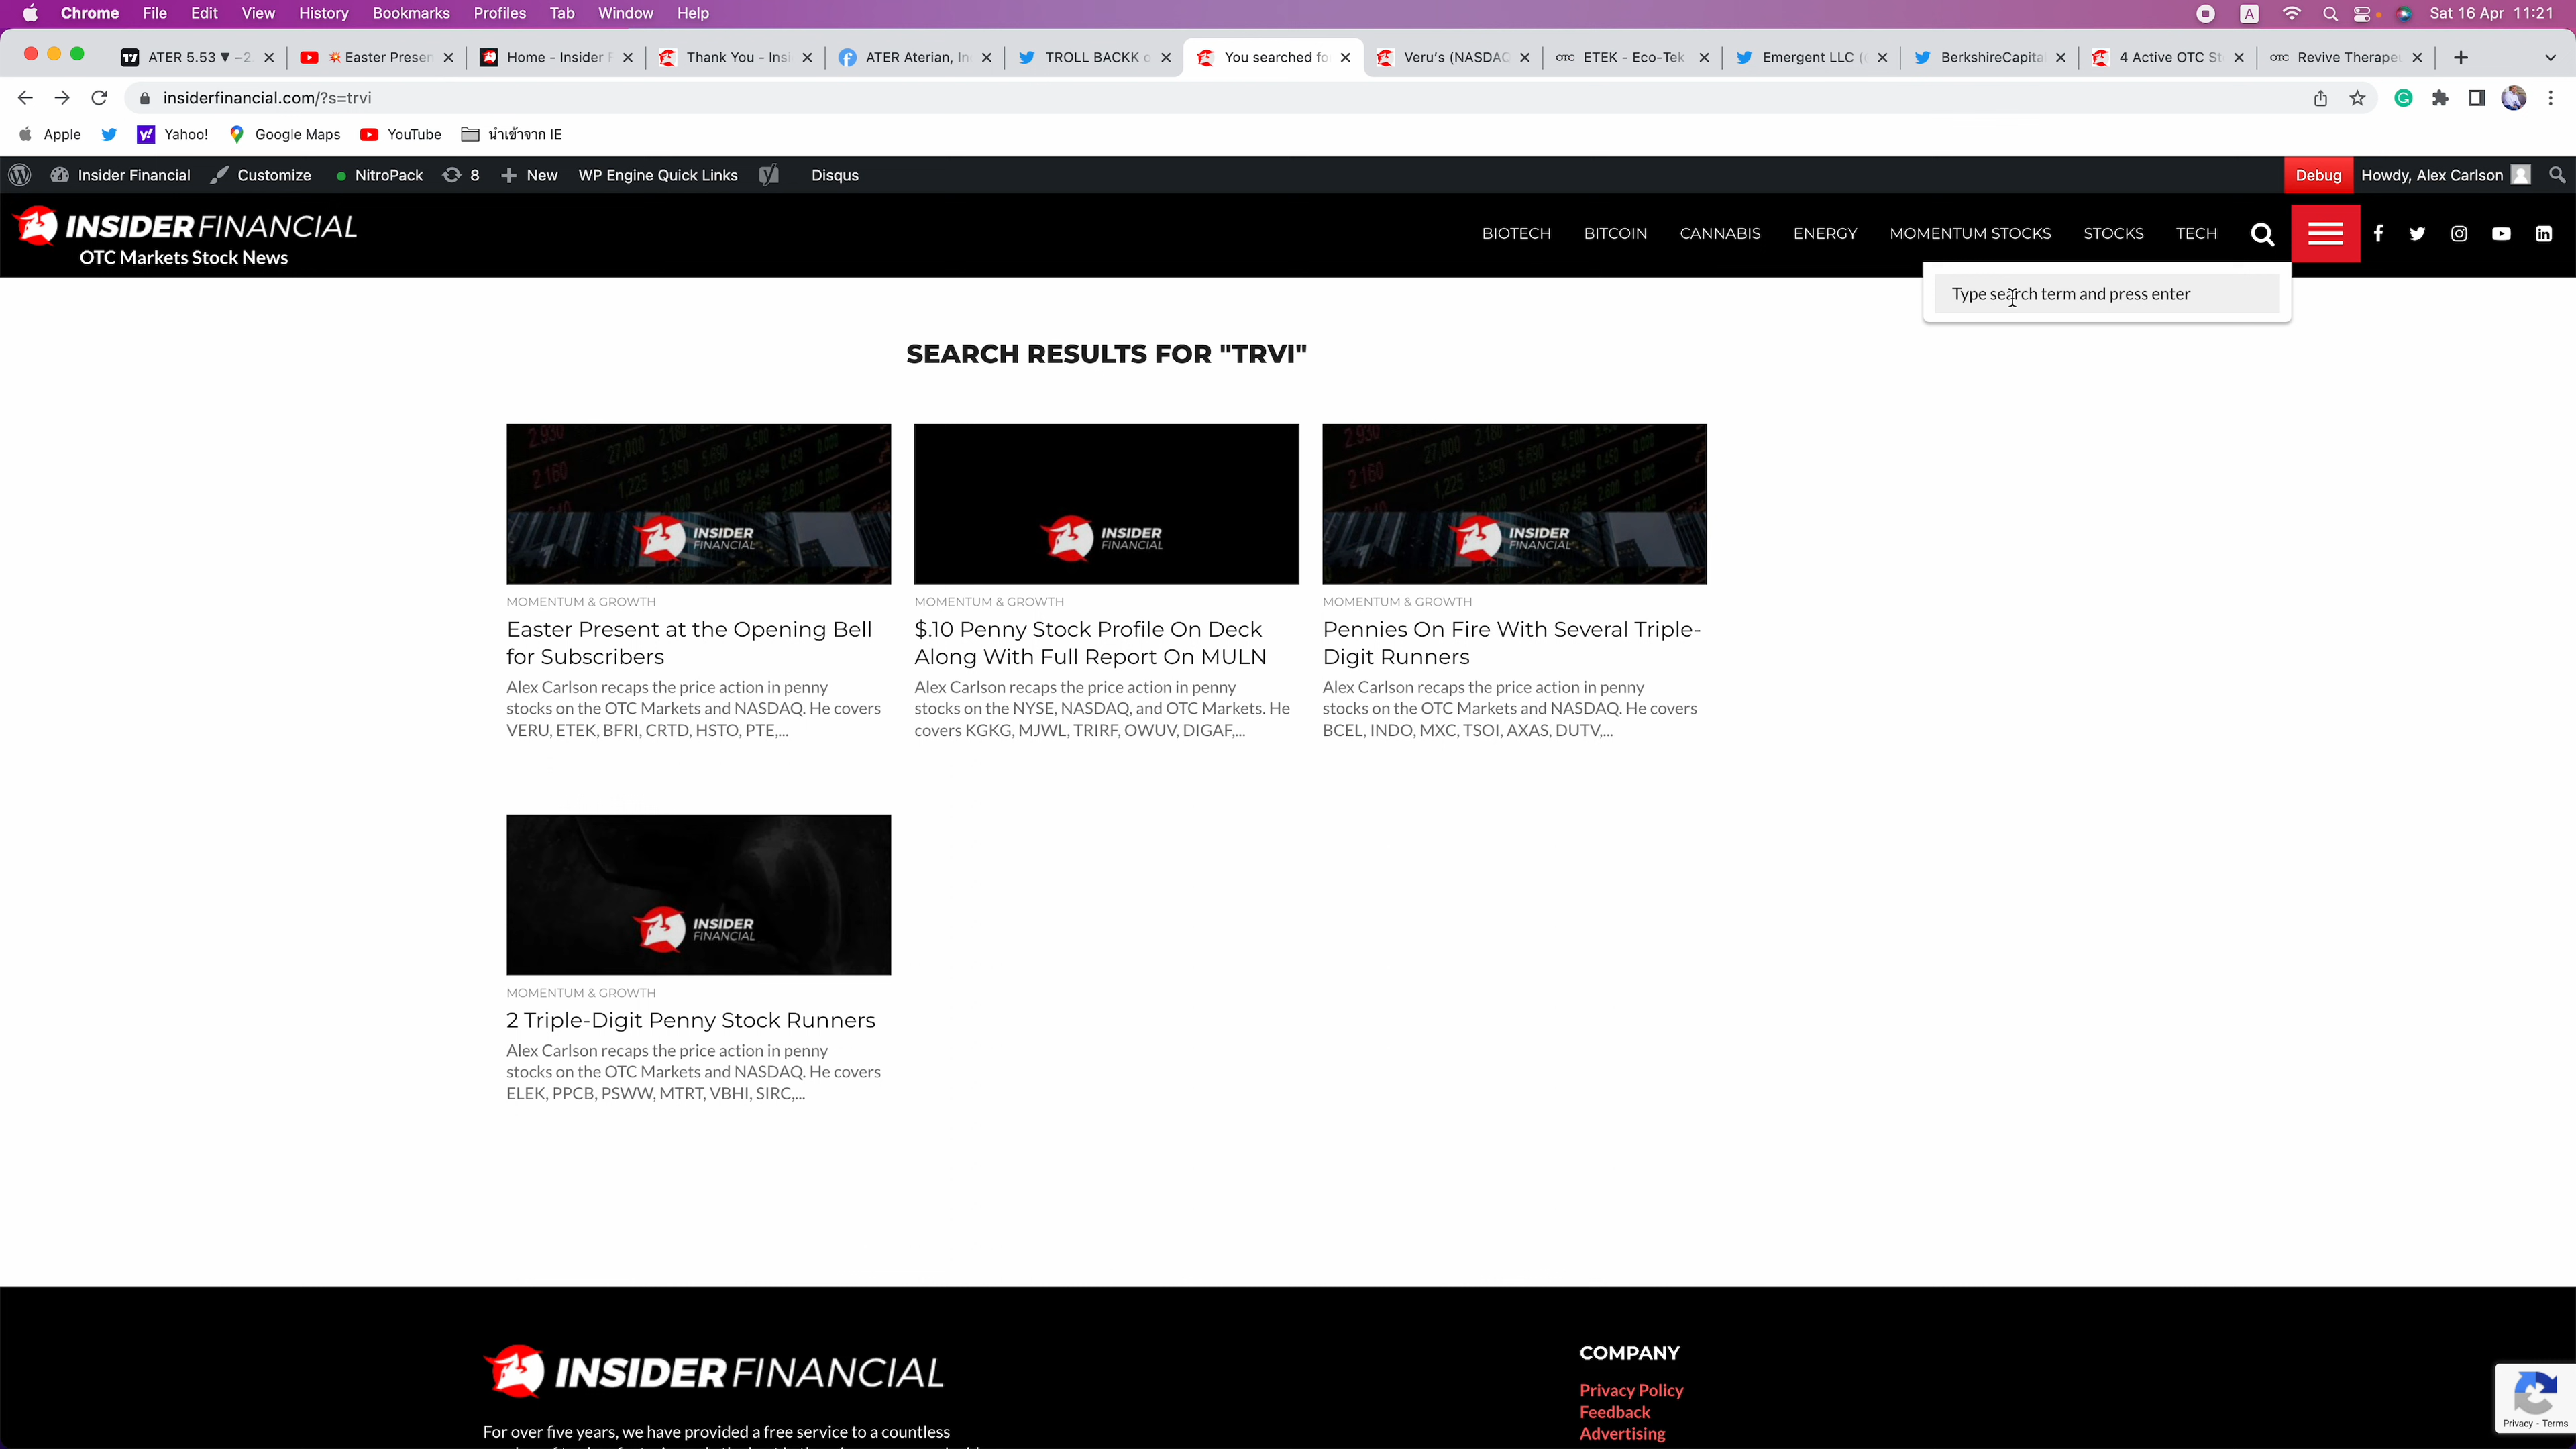 Chrome File Edit View History Bookmarks Profiles Tab Window Help A Sat 16 Apr 11:21
ATER 5.53 ▼ −2 Easter Presen Home - Insider F Thank You - Insi ATER Aterian, In TROLL BACKK o You searched fo Veru's (NASDAQ OTC ETEK - Eco-Tek Emergent LLC ( BerkshireCapita 4 Active OTC St OTC Revive Therape
insiderfinancial.com/?s=trvi
Apple Yahoo! Google Maps YouTube นำเข้าจาก IE
Insider Financial Customize NitroPack 8 New WP Engine Quick Links Disqus Debug Howdy, Alex Carlson
INSIDER FINANCIAL
OTC Markets Stock News
BIOTECH BITCOIN CANNABIS ENERGY MOMENTUM STOCKS STOCKS TECH
Type search term and press enter
SEARCH RESULTS FOR "TRVI"
INSIDER FINANCIAL
MOMENTUM & GROWTH
Easter Present at the Opening Bell
for Subscribers
Alex Carlson recaps the price action in penny
stocks on the OTC Markets and NASDAQ. He covers
VERU, ETEK, BFRI, CRTD, HSTO, PTE,...
INSIDER FINANCIAL
MOMENTUM & GROWTH
$.10 Penny Stock Profile On Deck
Along With Full Report On MULN
Alex Carlson recaps the price action in penny
stocks on the NYSE, NASDAQ, and OTC Markets. He
covers KGKG, MJWL, TRIRF, OWUV, DIGAF,...
INSIDER FINANCIAL
MOMENTUM & GROWTH
Pennies On Fire With Several Triple-
Digit Runners
Alex Carlson recaps the price action in penny
stocks on the OTC Markets and NASDAQ. He covers
BCEL, INDO, MXC, TSOI, AXAS, DUTV,...
INSIDER FINANCIAL
MOMENTUM & GROWTH
2 Triple-Digit Penny Stock Runners
Alex Carlson recaps the price action in penny
stocks on the OTC Markets and NASDAQ. He covers
ELEK, PPCB, PSWW, MTRT, VBHI, SIRC,...
INSIDER FINANCIAL
For over five years, we have provided a free service to a countless
COMPANY
Privacy Policy
Feedback
Advertising
Privacy - Terms